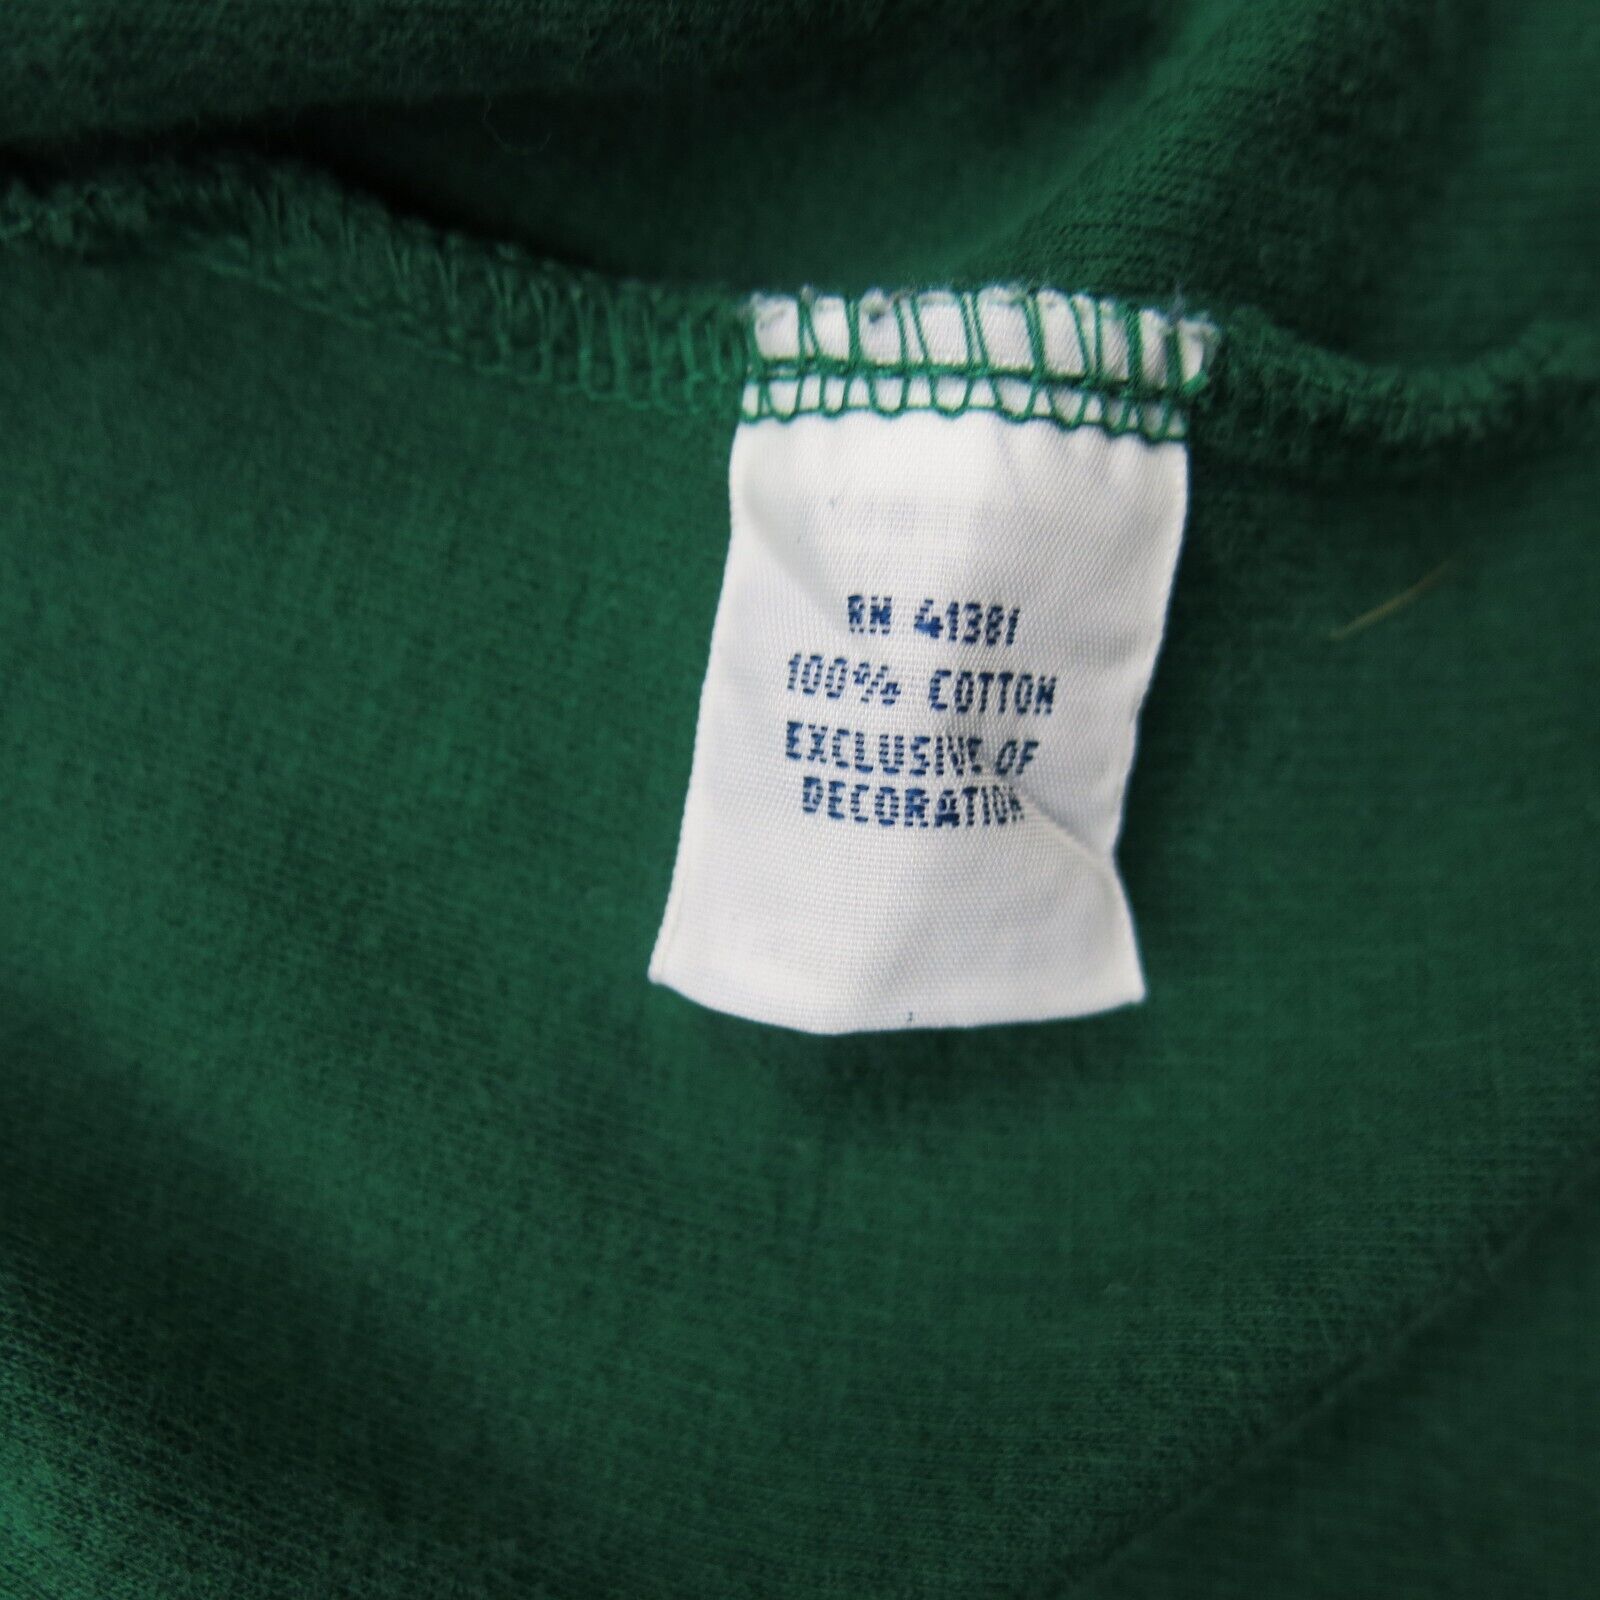 RN 41381
100% COTTON
EXCLUSIVE OF
DECORATION